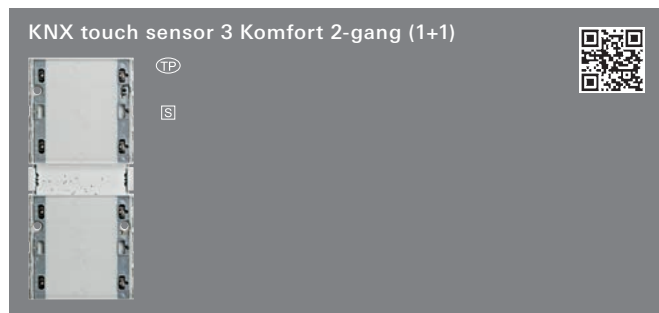 KNX touch sensor 3 Komfort 2-gang (1+1)
TP
S